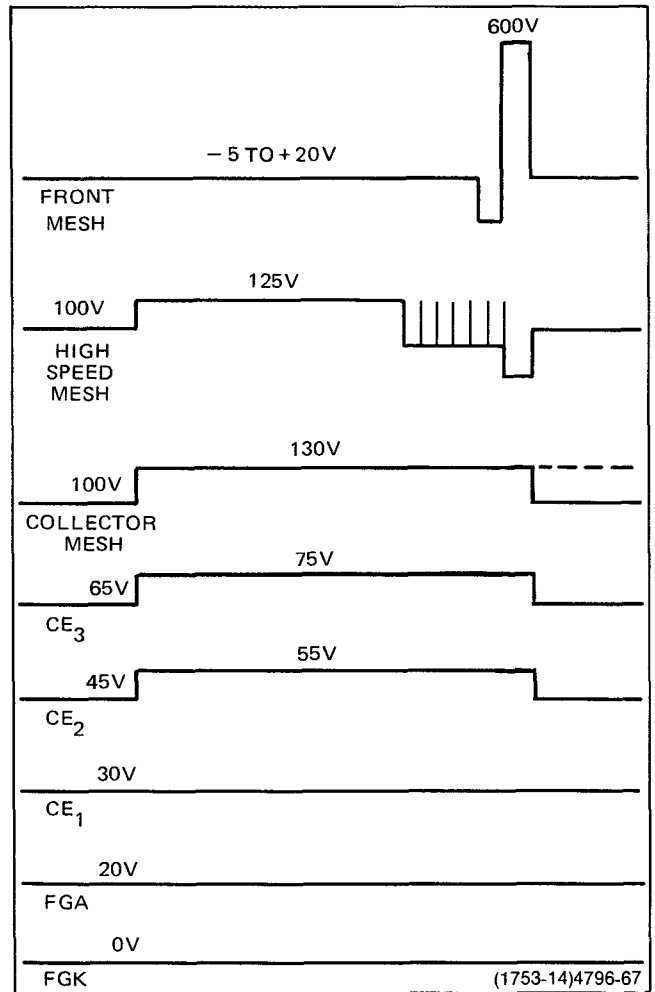 600V
– 5 TO + 20V
FRONT
MESH
125V
100V
HIGH
SPEED
MESH
130V
100V
COLLECTOR
MESH
75V
65V
CE3
55V
45V
CE2
30V
CE1
20V
FGA
0V
FGK
(1753-14)4796-67